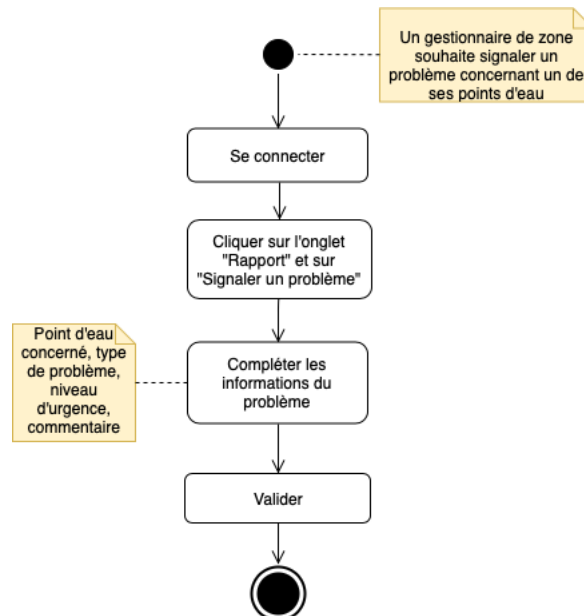 Un gestionnaire de zone
souhaite signaler un
problème concernant un de
ses points d'eau
Se connecter
Cliquer sur l'onglet
"Rapport" et sur
"Signaler un problème"
Point d'eau
concerné, type
de problème,
niveau
d'urgence,
commentaire
Compléter les
informations du
problème
Valider